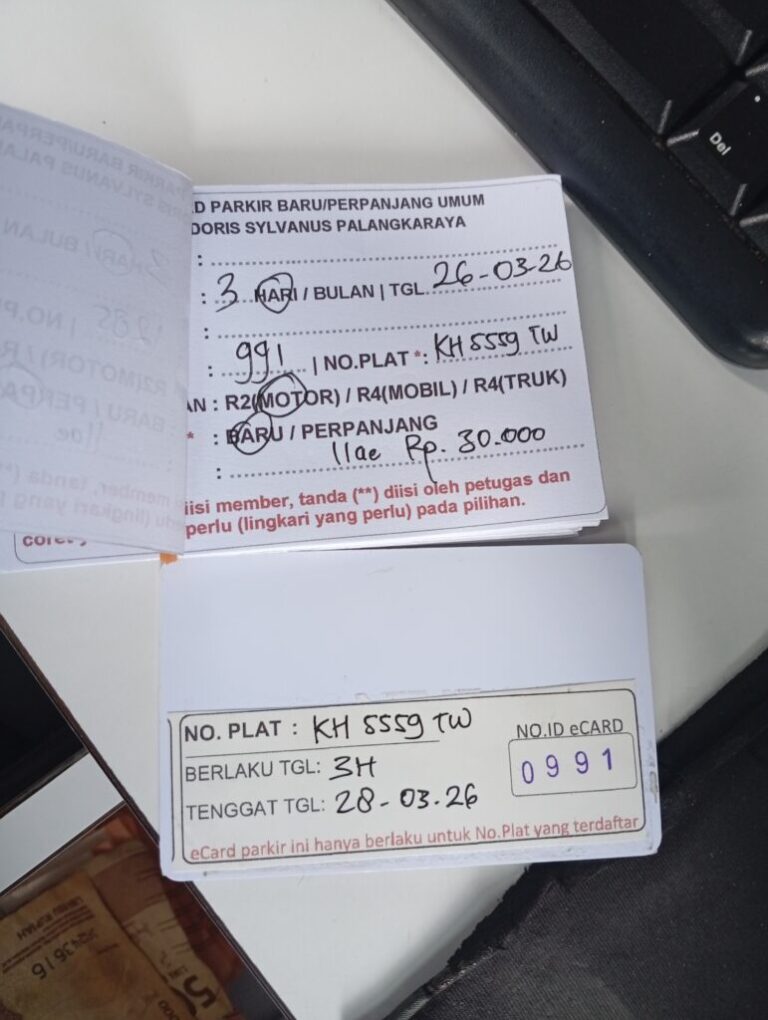 Del
D PARKIR BARU/PERPANJANG UMUM
DORIS SYLVANUS PALANGKARAYA
:
: 3 HARI / BULAN | TGL. 26-03-26
:
: 991 | NO.PLAT *: KH 5559 TW
AN : R2(MOTOR) / R4(MOBIL) / R4(TRUK)
* : BARU / PERPANJANG
: Rp. 30.000
iisi member, tanda (**) diisi oleh petugas dan
perlu (lingkari yang perlu) pada pilihan.
NO. PLAT : KH 5559 TW
NO.ID eCARD
0991
BERLAKU TGL: 3H
TENGGAT TGL: 28-03-26
eCard parkir ini hanya berlaku untuk No.Plat yang terdaftar